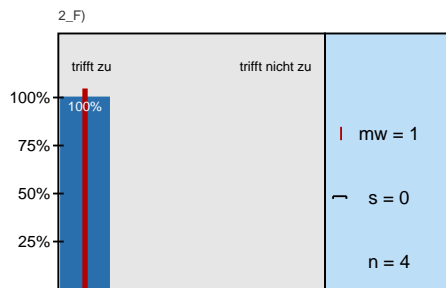 2_F)
trifft zu
trifft nicht zu
100%
100%
75%
mw = 1
50%
s = 0
25%
n = 4